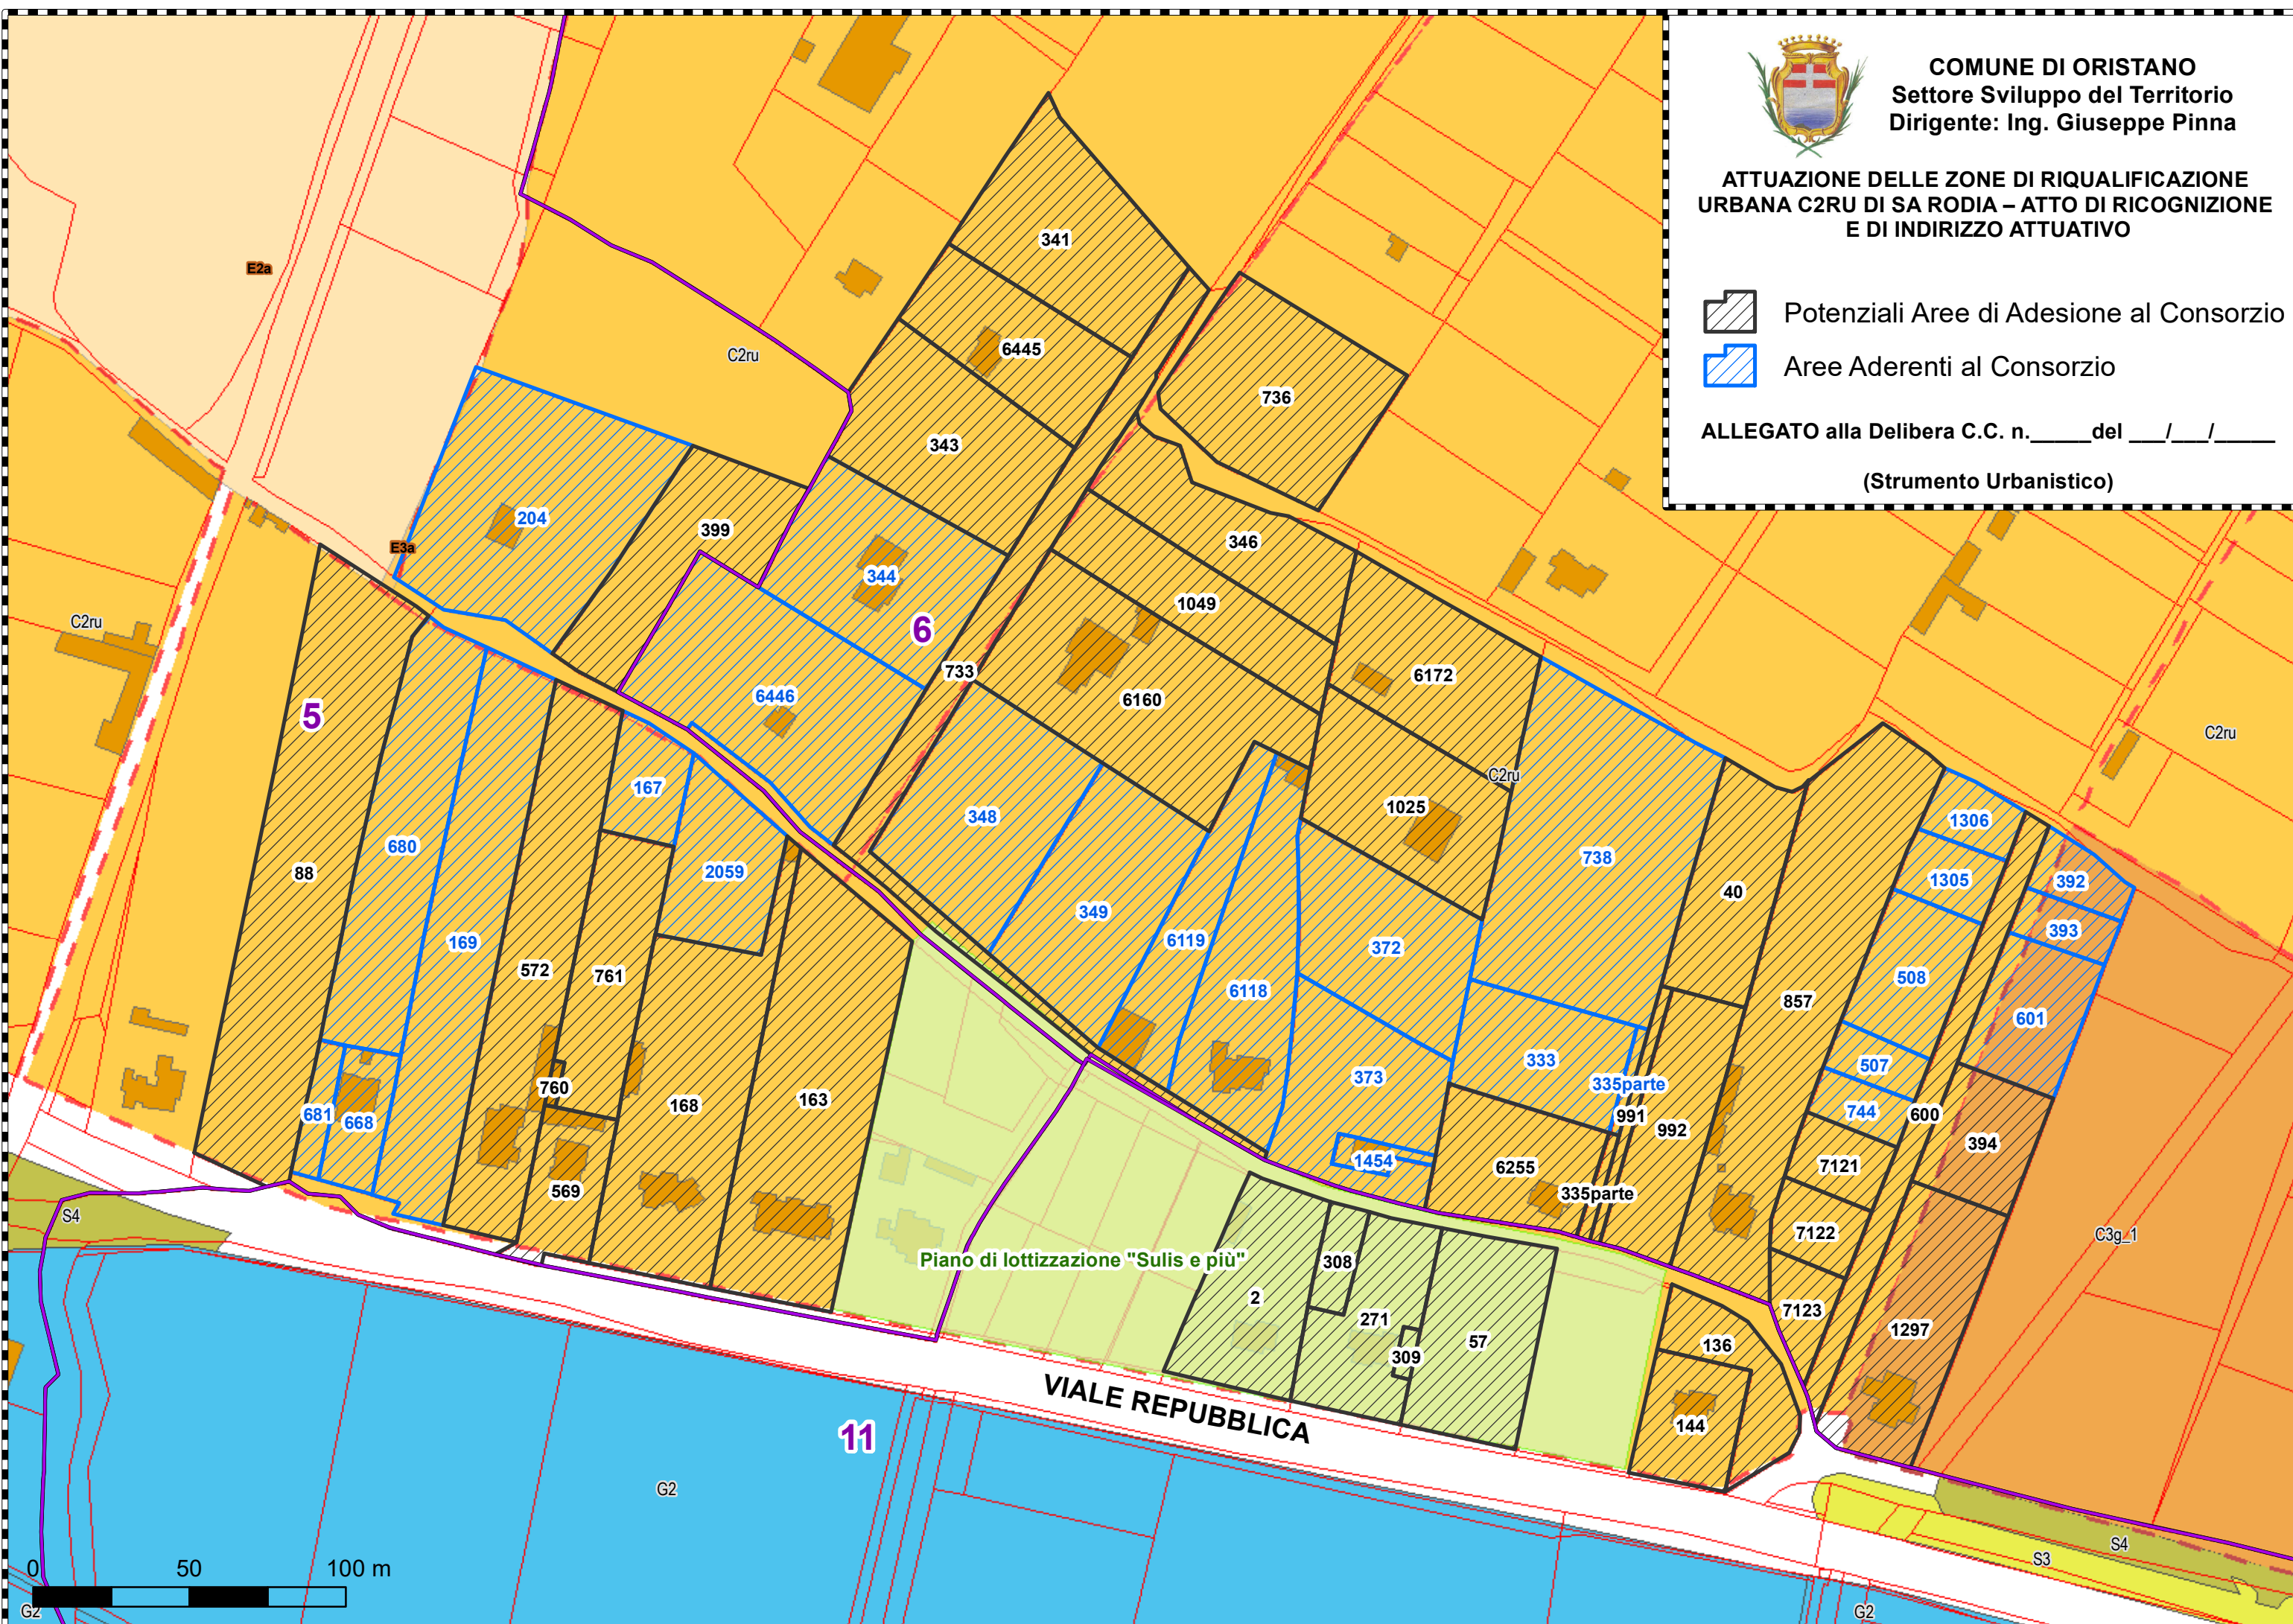 COMUNE DI ORISTANO
Settore Sviluppo del Territorio
Dirigente: Ing. Giuseppe Pinna
ATTUAZIONE DELLE ZONE DI RIQUALIFICAZIONE
URBANA C2RU DI SA RODIA – ATTO DI RICOGNIZIONE
E DI INDIRIZZO ATTUATIVO
Potenziali Aree di Adesione al Consorzio
Aree Aderenti al Consorzio
ALLEGATO alla Delibera C.C. n._____del ___/___/_____
(Strumento Urbanistico)
341
E2a
6445
C2ru
736
343
204
399
346
E3a
344
1049
C2ru
6
733
6172
6160
6446
5
C2ru
C2ru
167
1025
348
1306
680
738
2059
88
1305
392
40
349
393
6119
169
372
572
761
508
6118
857
601
333
507
373
760
335parte
168
163
744
600
681
668
991
992
394
1454
7121
6255
569
335parte
S4
7122
C3g_1
Piano di lottizzazione "Sulis e più"
308
2
7123
271
1297
57
136
309
VIALE REPUBBLICA
144
11
G2
S4
S3
0 50 100 m
G2
G2